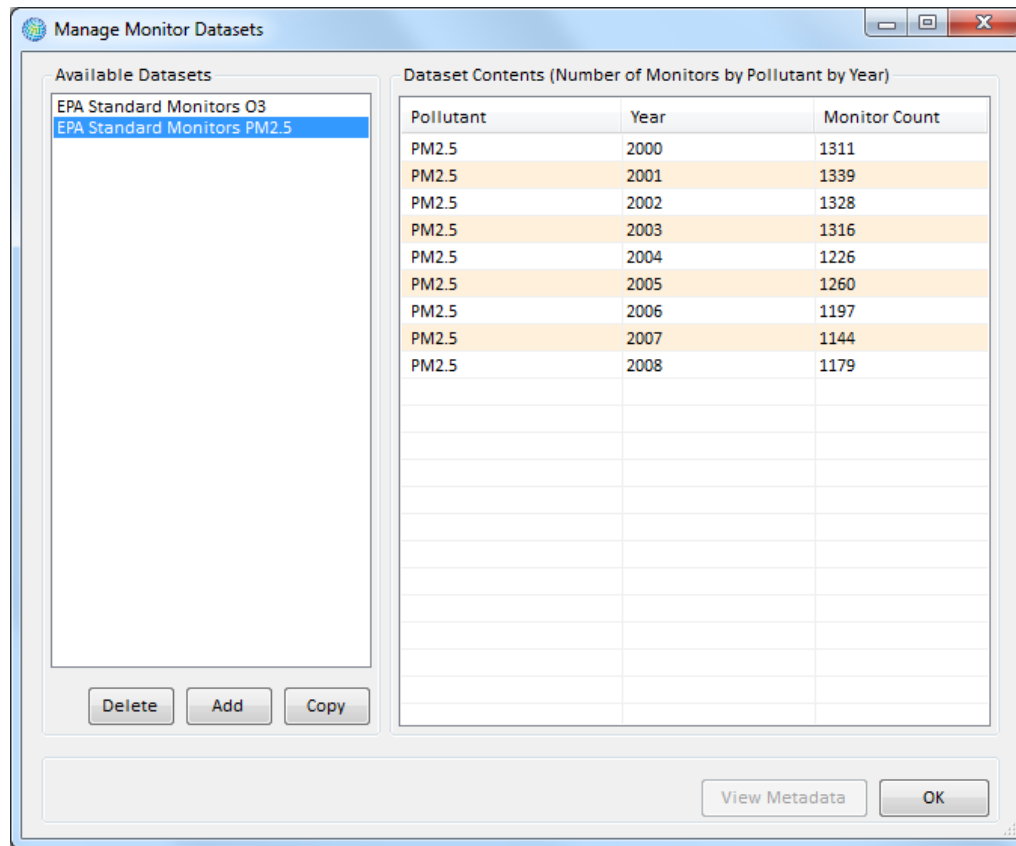 Manage Monitor Datasets
Available Datasets
EPA Standard Monitors O3
EPA Standard Monitors PM2.5
Delete Add Copy
Dataset Contents (Number of Monitors by Pollutant by Year)
Pollutant Year Monitor Count
PM2.5 2000 1311
PM2.5 2001 1339
PM2.5 2002 1328
PM2.5 2003 1316
PM2.5 2004 1226
PM2.5 2005 1260
PM2.5 2006 1197
PM2.5 2007 1144
PM2.5 2008 1179
View Metadata OK